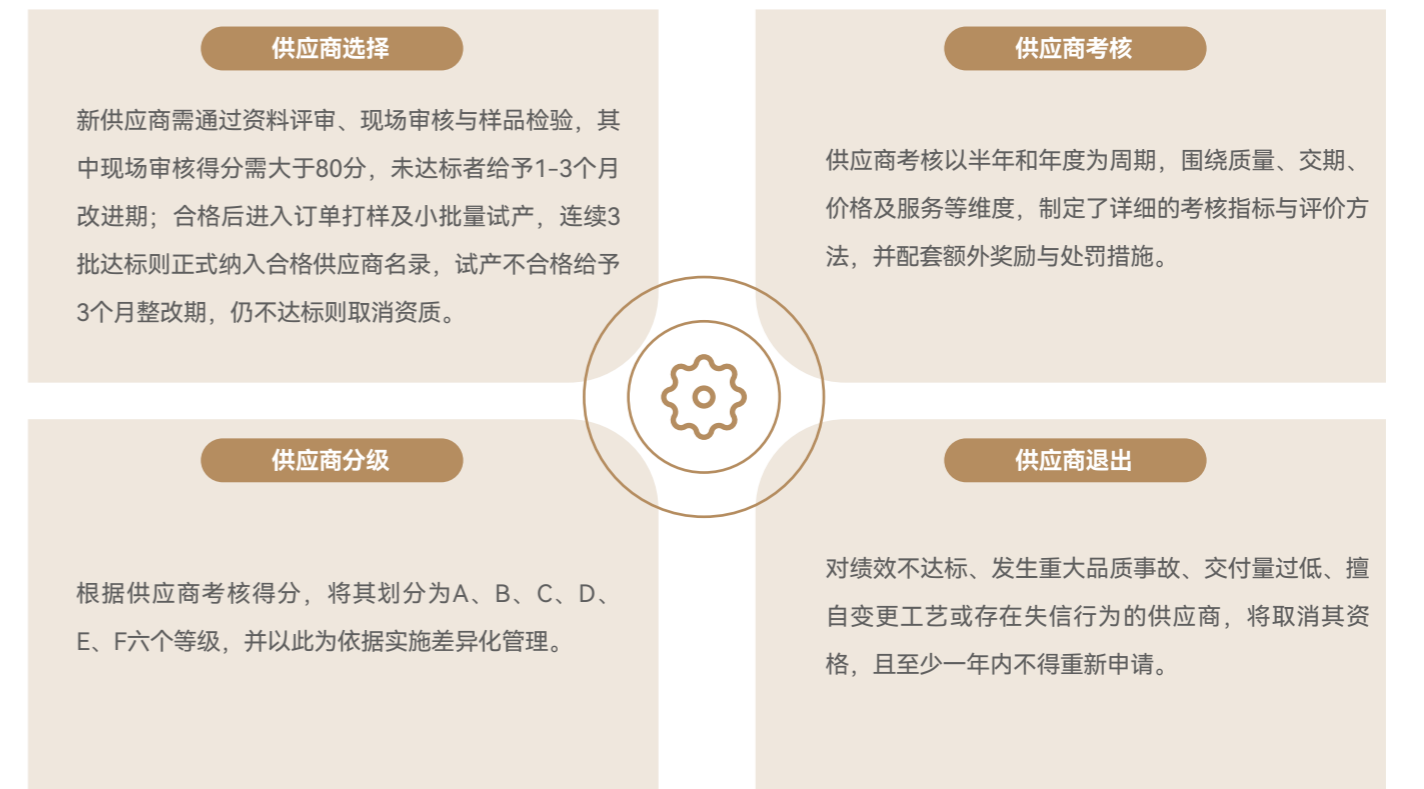 供应商选择
新供应商需通过资料评审、现场审核与样品检验，其
中现场审核得分需大于80分，未达标者给予1-3个月
改进期；合格后进入订单打样及小批量试产，连续3
批达标则正式纳入合格供应商名录，试产不合格给予
3个月整改期，仍不达标则取消资质。
供应商考核
供应商考核以半年和年度为周期，围绕质量、交期、
价格及服务等维度，制定了详细的考核指标与评价方
法，并配套额外奖励与处罚措施。
供应商分级
根据供应商考核得分，将其划分为A、B、C、D、
E、F六个等级，并以此为依据实施差异化管理。
供应商退出
对绩效不达标、发生重大品质事故、交付量过低、擅
自变更工艺或存在失信行为的供应商，将取消其资
格，且至少一年内不得重新申请。